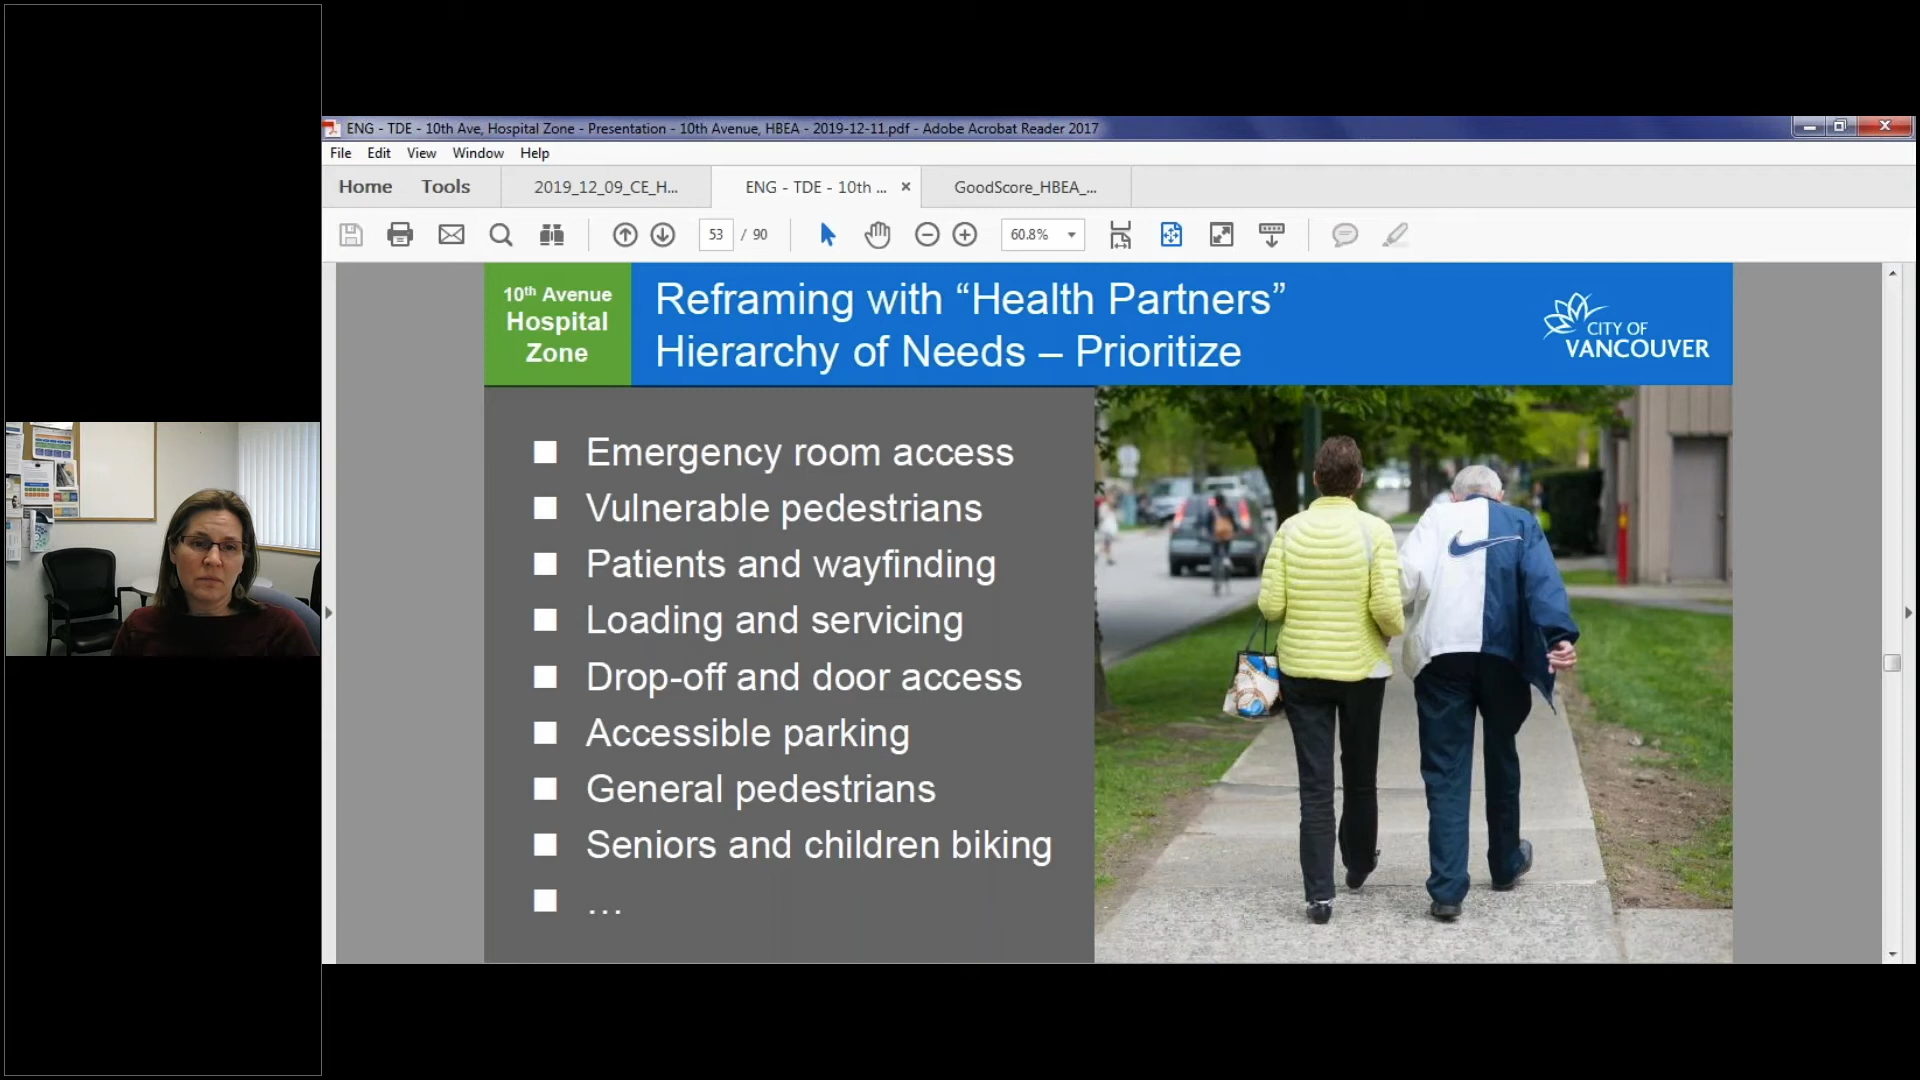 ENG - TDE - 10th Ave, Hospital Zone - Presentation - 10th Avenue, HBEA - 2019-12-11.pdf - Adobe Acrobat Reader 2017
File Edit View Window Help
Home Tools 2019_12_09_CE_H... ENG - TDE - 10th ... GoodScore_HBEA_...
53 / 90 60.8%
10th Avenue
Hospital
Zone
Reframing with “Health Partners”
Hierarchy of Needs – Prioritize
CITY OF
VANCOUVER
Emergency room access
Vulnerable pedestrians
Patients and wayfinding
Loading and servicing
Drop-off and door access
Accessible parking
General pedestrians
Seniors and children biking
…